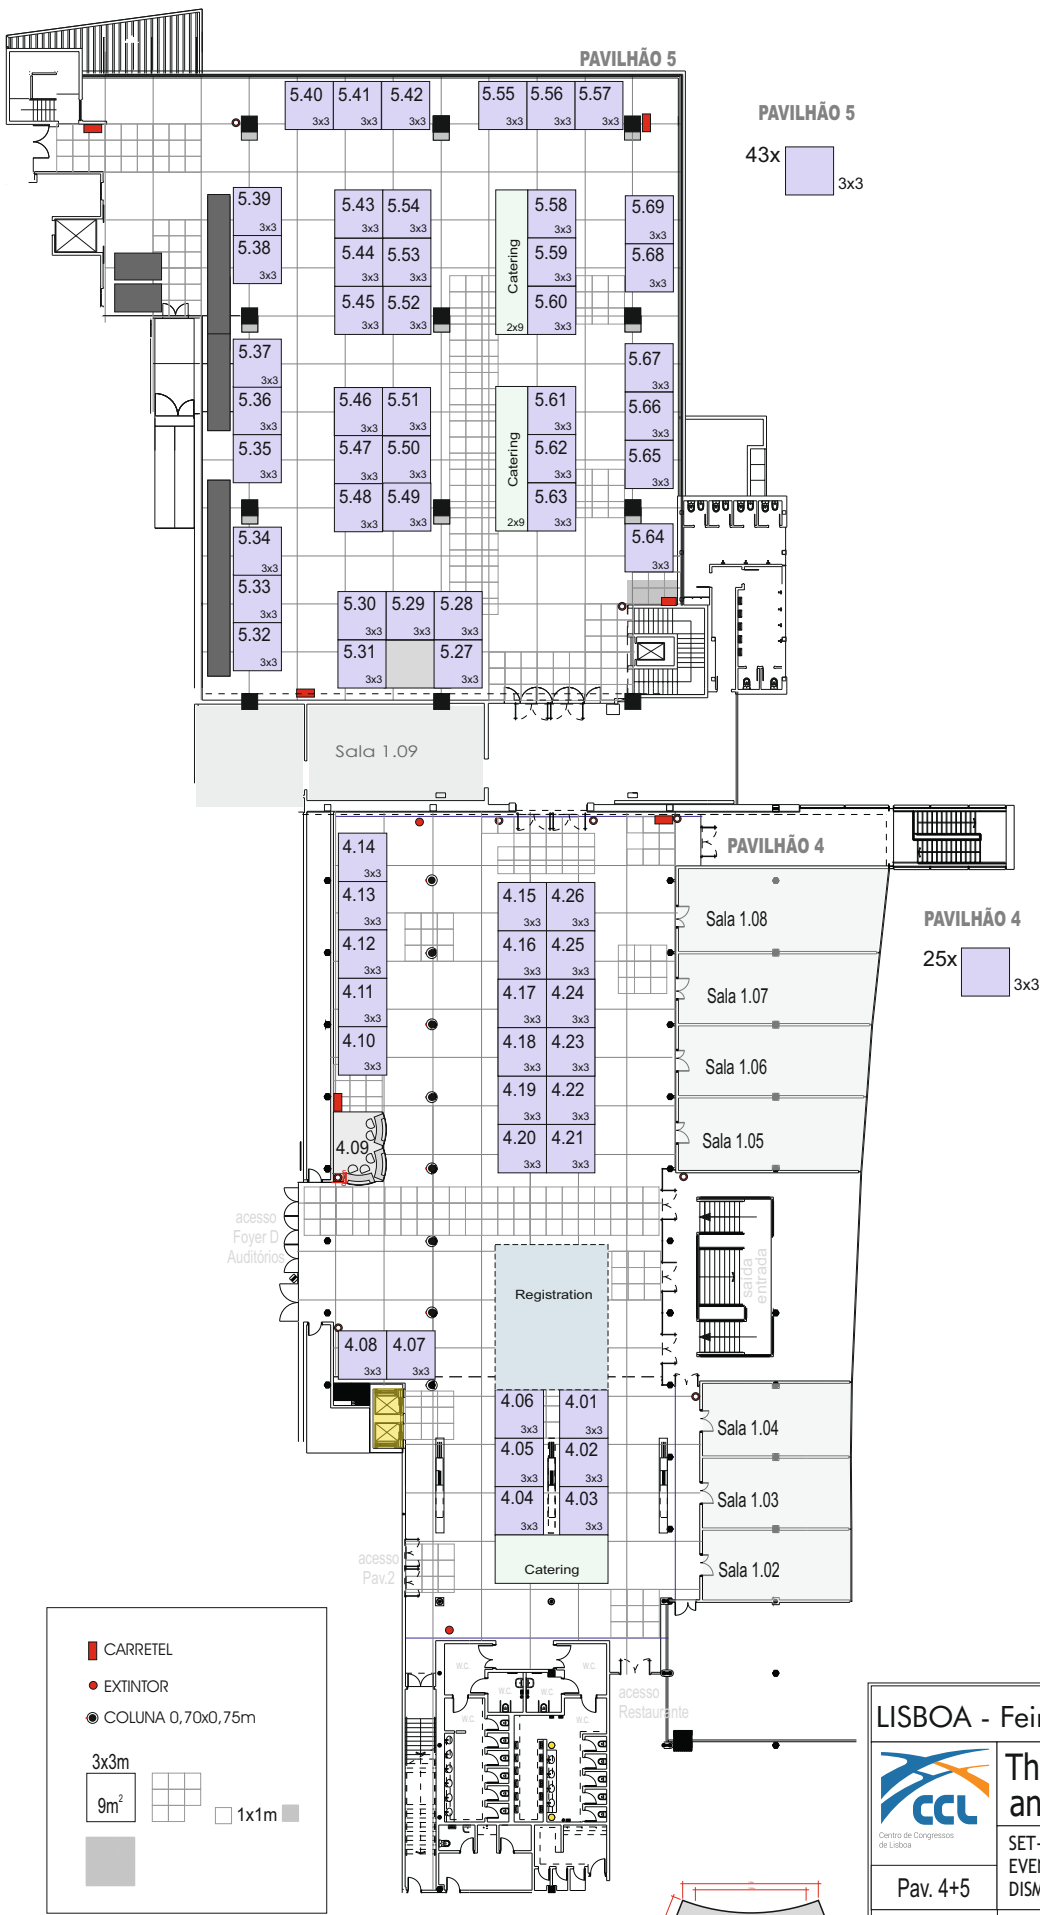 PAVILHÃO 5
PAVILHÃO 5
43x
3x3
5.40 5.41 5.42 5.55 5.56 5.57
3x3 3x3 3x3 3x3 3x3 3x3
5.39 5.43 5.54 5.58 5.69
3x3 3x3 3x3 3x3 3x3
5.38 5.44 5.53 Catering 5.59 5.68
3x3 3x3 3x3 3x3 3x3
5.45 5.52 5.60
3x3 3x3 2x9 3x3
5.37 5.67
3x3 3x3
5.36 5.46 5.51 5.61 5.66
3x3 3x3 3x3 3x3 3x3
5.35 5.47 5.50 Catering 5.62 5.65
3x3 3x3 3x3 3x3 3x3
5.48 5.49 5.63
3x3 3x3 2x9 3x3
5.34 5.64
3x3 3x3
5.33
3x3
5.32 5.30 5.29 5.28
3x3 3x3 3x3 3x3
5.31 5.27
3x3 3x3
Sala 1.09
PAVILHÃO 4
PAVILHÃO 4
25x
3x3
4.14
3x3
4.13 4.15 4.26 Sala 1.08
3x3 3x3 3x3
4.12 4.16 4.25
3x3 3x3 3x3
4.11 4.17 4.24 Sala 1.07
3x3 3x3 3x3
4.10 4.18 4.23 Sala 1.06
3x3 3x3 3x3
4.19 4.22
3x3 3x3
4.09 4.20 4.21 Sala 1.05
3x3 3x3
acesso
Foyer D
Auditórios
saída
entrada
Registration
4.08 4.07
3x3 3x3
4.06 4.01
3x3 3x3
Sala 1.04
4.05 4.02
3x3 3x3
4.04 4.03 Sala 1.03
3x3 3x3
acesso
Pav.2
Catering
Sala 1.02
W.C. W.C.
W.C. W.C.
W.C. W.C.
acesso
Restaurante
CARRETEL
EXTINTOR
COLUNA 0,70x0,75m
3x3m
9m²
1x1m
LISBOA - Fei
CCL
Centro de Congressos
de Lisboa
Th
an
SET-
EVEN
DISM
Pav. 4+5